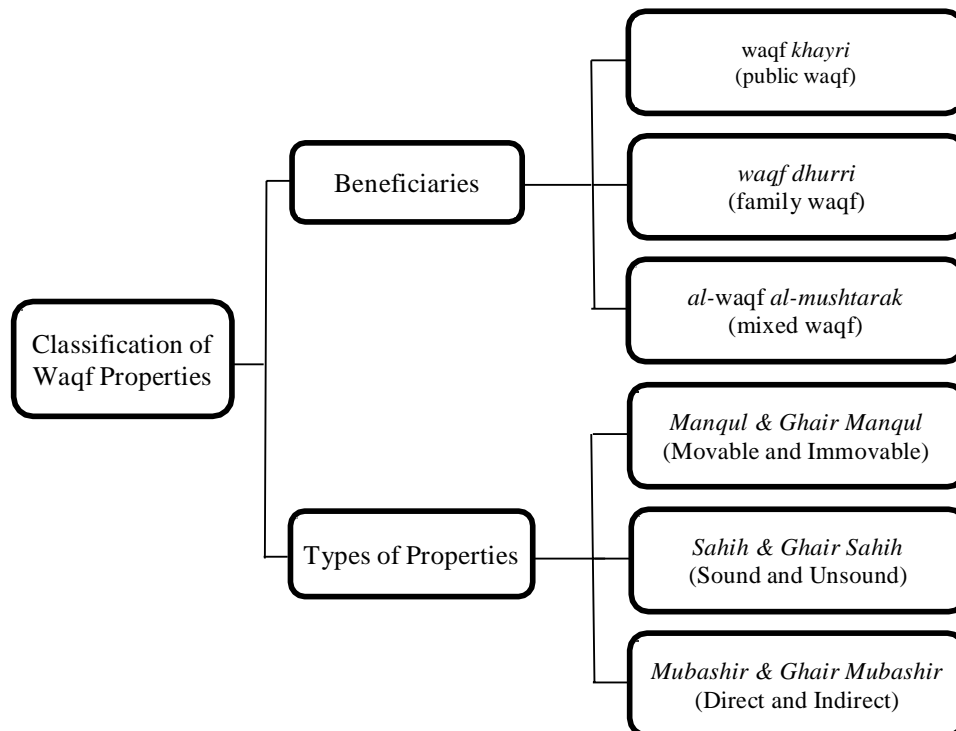 Classification of
Waqf Properties
Beneficiaries
waqf khayri
(public waqf)
waqf dhurri
(family waqf)
al-waqf al-mushtarak
(mixed waqf)
Types of Properties
Manqul & Ghair Manqul
(Movable and Immovable)
Sahih & Ghair Sahih
(Sound and Unsound)
Mubashir & Ghair Mubashir
(Direct and Indirect)